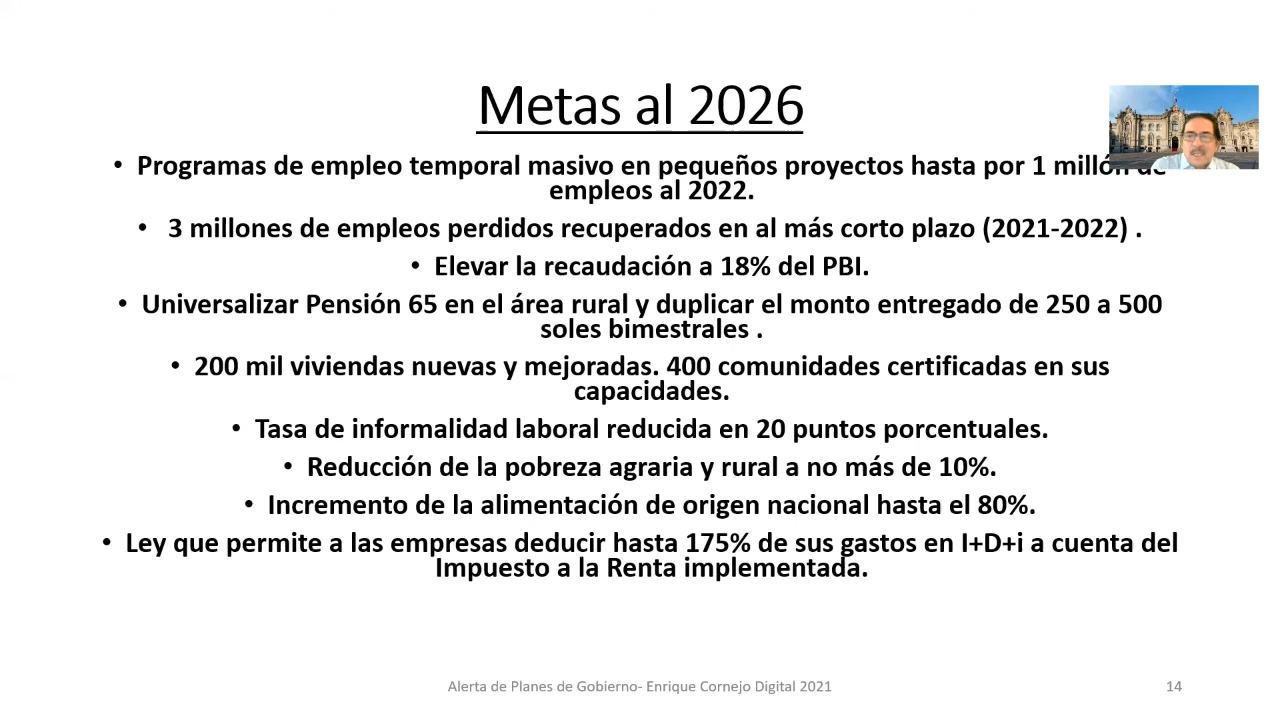 Metas al 2026
• Programas de empleo temporal masivo en pequeños proyectos hasta por 1 millón de
empleos al 2022.
• 3 millones de empleos perdidos recuperados en al más corto plazo (2021-2022) .
• Elevar la recaudación a 18% del PBI.
• Universalizar Pensión 65 en el área rural y duplicar el monto entregado de 250 a 500
soles bimestrales .
• 200 mil viviendas nuevas y mejoradas. 400 comunidades certificadas en sus
capacidades.
• Tasa de informalidad laboral reducida en 20 puntos porcentuales.
• Reducción de la pobreza agraria y rural a no más de 10%.
• Incremento de la alimentación de origen nacional hasta el 80%.
• Ley que permite a las empresas deducir hasta 175% de sus gastos en I+D+i a cuenta del
Impuesto a la Renta implementada.
Alerta de Planes de Gobierno- Enrique Cornejo Digital 2021
14